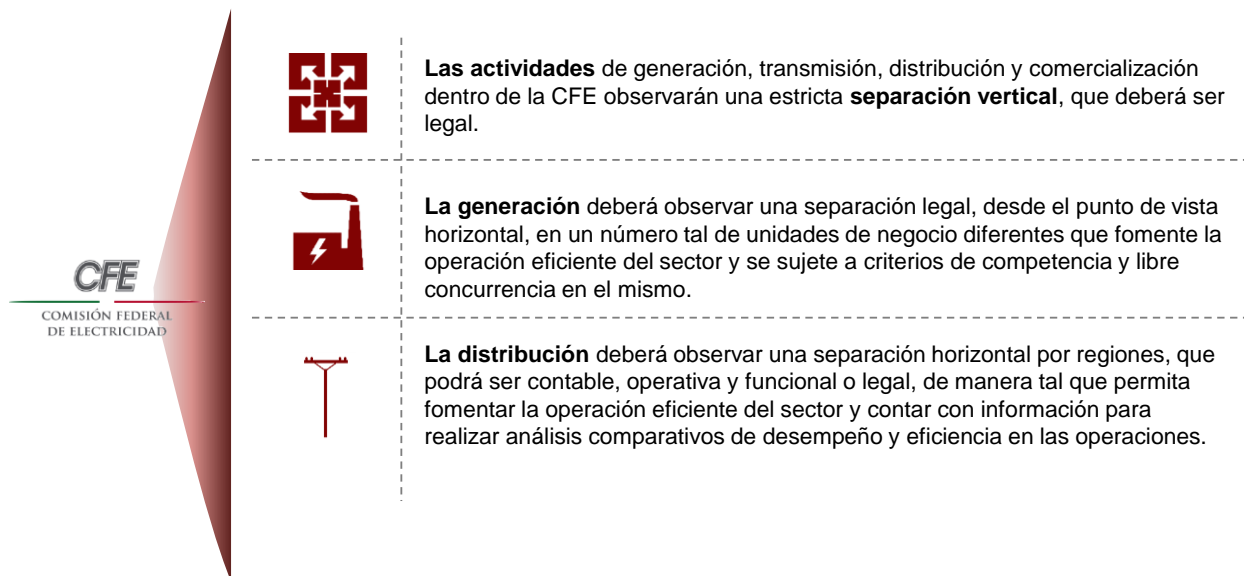 CFE
COMISIÓN FEDERAL
DE ELECTRICIDAD
Las actividades de generación, transmisión, distribución y comercialización
dentro de la CFE observarán una estricta separación vertical, que deberá ser
legal.
La generación deberá observar una separación legal, desde el punto de vista
horizontal, en un número tal de unidades de negocio diferentes que fomente la
operación eficiente del sector y se sujete a criterios de competencia y libre
concurrencia en el mismo.
La distribución deberá observar una separación horizontal por regiones, que
podrá ser contable, operativa y funcional o legal, de manera tal que permita
fomentar la operación eficiente del sector y contar con información para
realizar análisis comparativos de desempeño y eficiencia en las operaciones.